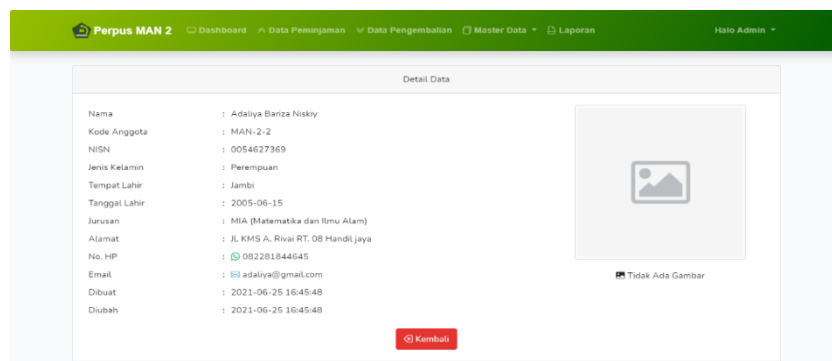 Perpus MAN 2 Dashboard Data Peminjaman Data Pengembalian Master Data Laporan Halo Admin
Detail Data
Nama : Adaliya Bariza Niskiy
Kode Anggota : MAN-2-2
NISN : 0054627369
Jenis Kelamin : Perempuan
Tempat Lahir : Jambi
Tanggal Lahir : 2005-06-15
Jurusan : MIA (Matematika dan Ilmu Alam)
Alamat : JL KMS A. Rivai RT. 08 Handil jaya
No. HP : 082281844645
Email : adaliya@gmail.com
Tidak Ada Gambar
Dibuat : 2021-06-25 16:45:48
Diubah : 2021-06-25 16:45:48
Kembali